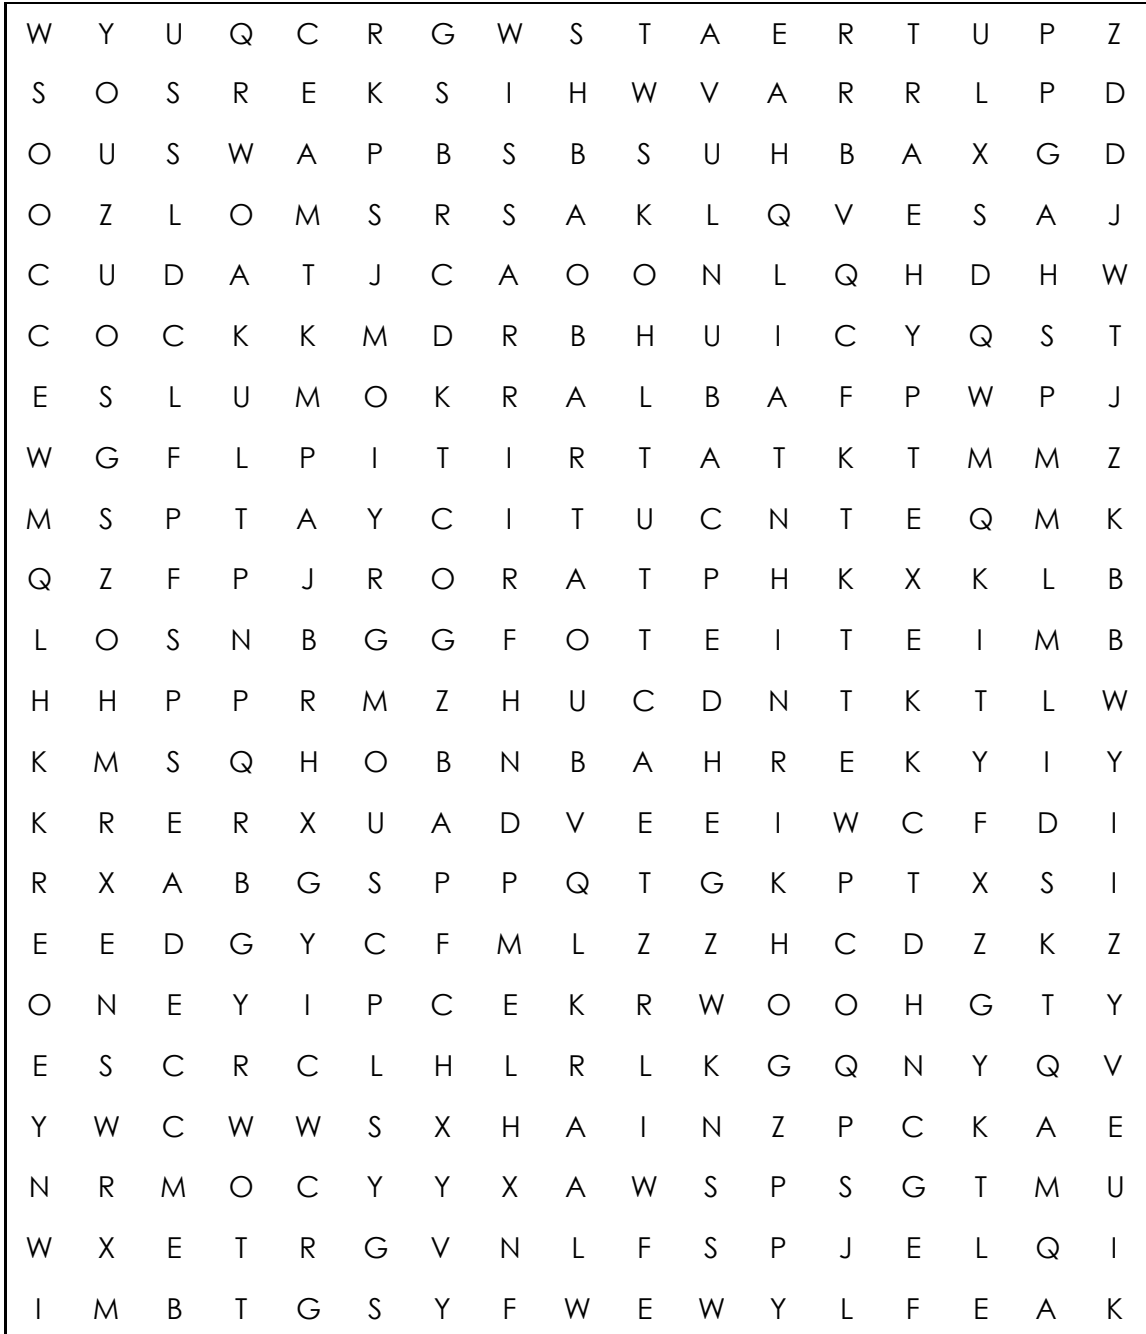 W Y U Q C R G W S T A E R T U P Z
S O S R E K S I H W V A R R L P D
O U S W A P B S B S U H B A X G D
O Z L O M S R S A K L Q V E S A J
C U D A T J C A O O N L Q H D H W
C O C K K M D R B H U I C Y Q S T
E S L U M O K R A L B A F P W P J
W G F L P I T I R T A T K T M M Z
M S P T A Y C I T U C N T E Q M K
Q Z F P J R O R A T P H K X K L B
L O S N B G G F O T E I T E I M B
H H P P R M Z H U C D N T K T L W
K M S Q H O B N B A H R E K Y I Y
K R E R X U A D V E E I W C F D I
R X A B G S P P Q T G K P T X S I
E E D G Y C F M L Z Z H C D Z K Z
O N E Y I P C E K R W O O H G T Y
E S C R C L H L R L K G Q N Y Q V
Y W C W W S X H A I N Z P C K A E
N R M O C Y Y X A W S P S G T M U
W X E T R G V N L F S P J E L Q I
I M B T G S Y F W E W Y L F E A K